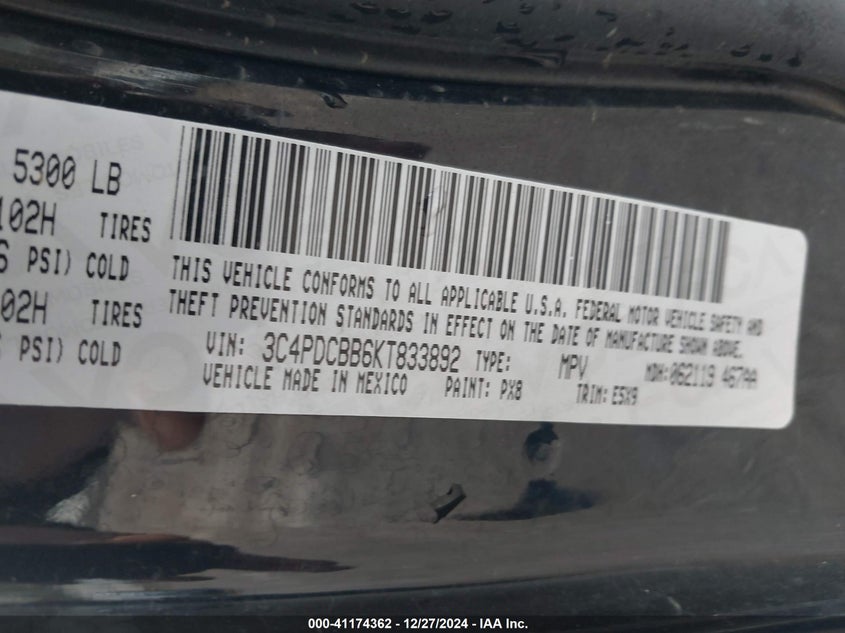 5300 LB
102H TIRES
PSI) COLD
02H TIRES
PSI) COLD
THIS VEHICLE CONFORMS TO ALL APPLICABLE U.S.A. FEDERAL MOTOR VEHICLE SAFETY AND
THEFT PREVENTION STANDARDS IN EFFECT ON THE DATE OF MANUFACTURE SHOWN ABOVE.
VIN: 3C4PDCBB6KT833892 TYPE: MPV MDH: 062119 467AA
VEHICLE MADE IN MEXICO PAINT: PX8 TRIM: E5X9
000-41174362 - 12/27/2024 - IAA Inc.